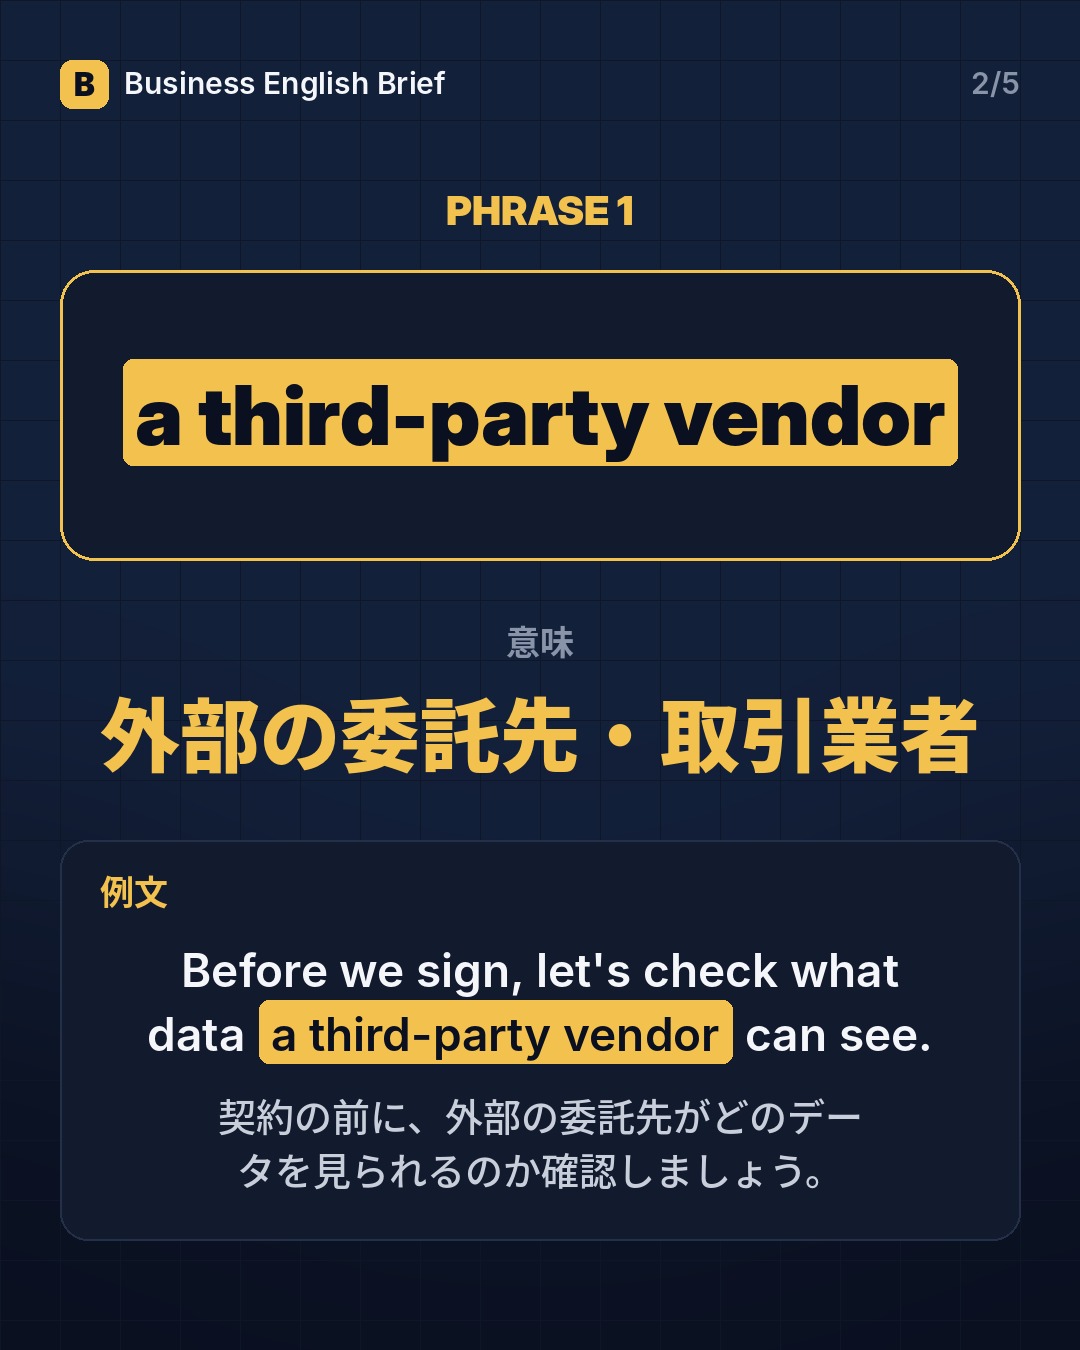 B Business English Brief 2/5
PHRASE 1
a third-party vendor
意味
外部の委託先・取引業者
例文
Before we sign, let's check what
data a third-party vendor can see.
契約の前に、外部の委託先がどのデー
タを見られるのか確認しましょう。